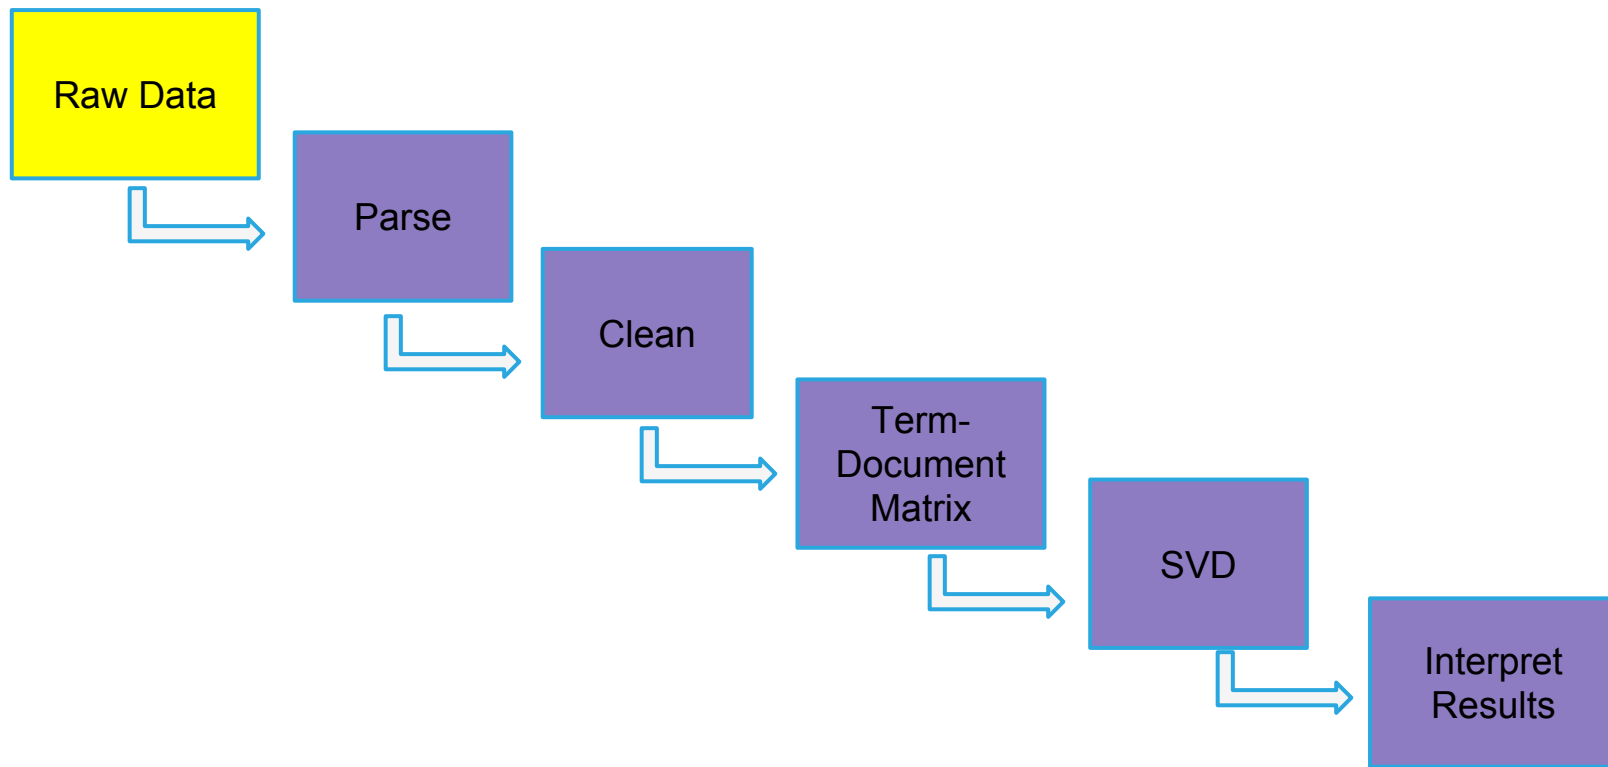 Raw Data
Parse
Clean
Term-
Document
Matrix
SVD
Interpret
Results